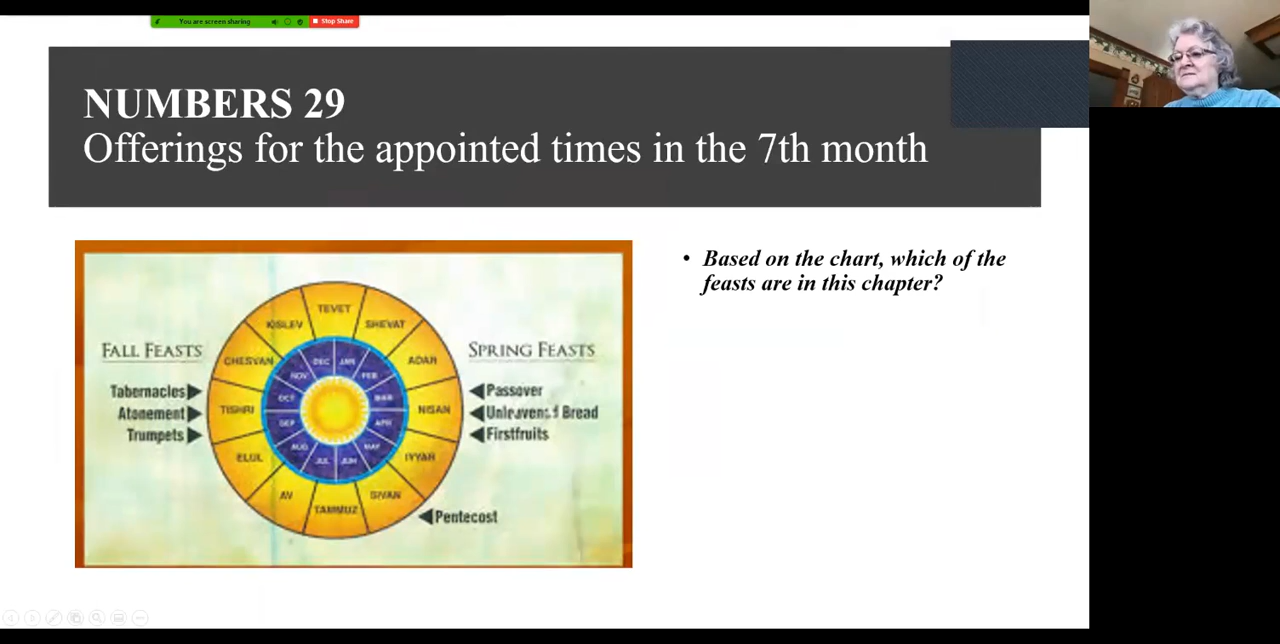 You are screen sharing
Stop Share
NUMBERS 29
Offerings for the appointed times in the 7th month
• Based on the chart, which of the
feasts are in this chapter?
FALL FEASTS
Tabernacles
Atonement
Trumpets
SPRING FEASTS
Passover
Unleavened Bread
Firstfruits
Pentecost
TEVET
SHEVAT
ADAR
NISAN
IYYAR
SIVAN
TAMMUZ
AV
ELUL
TISHRI
CHESVAN
KISLEV
JAN
FEB
MAR
APR
MAY
JUN
JUL
AUG
SEP
OCT
NOV
DEC